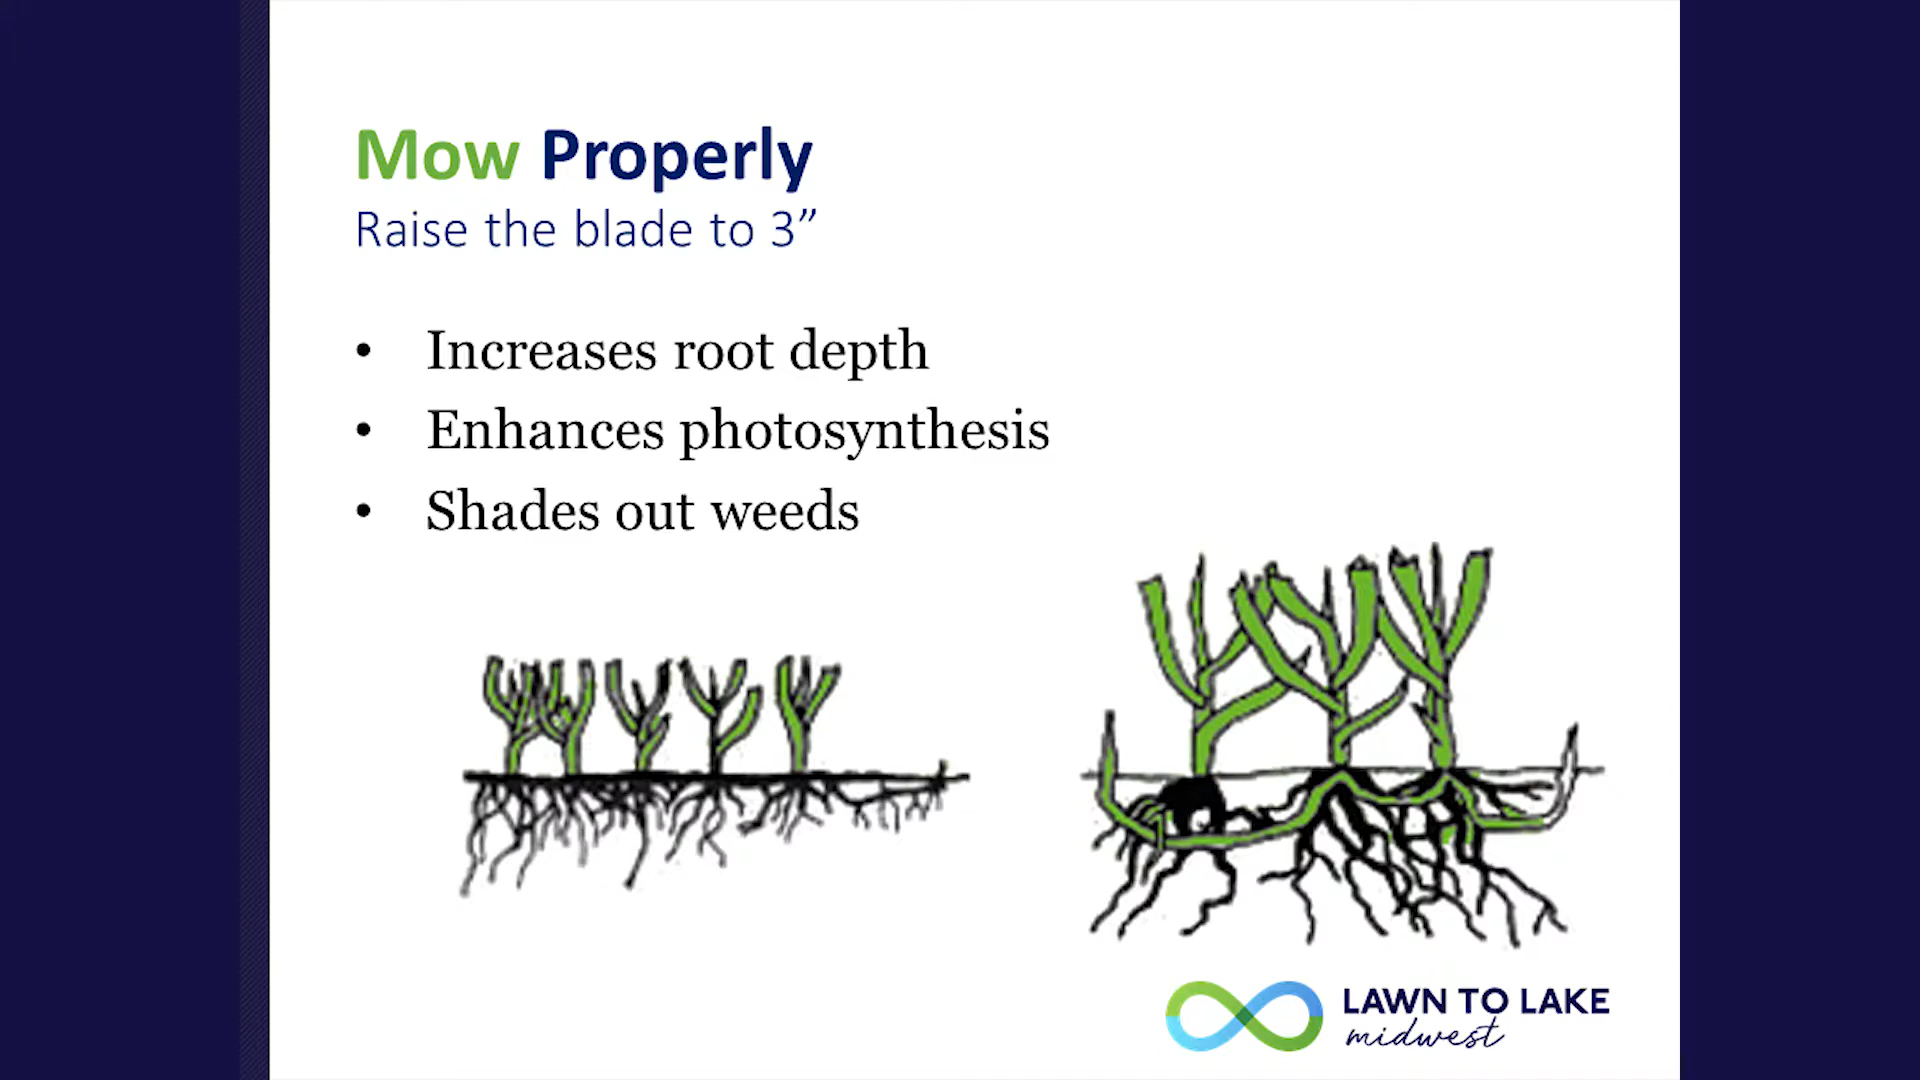 Mow Properly
Raise the blade to 3”
• Increases root depth
• Enhances photosynthesis
• Shades out weeds
LAWN TO LAKE
midwest